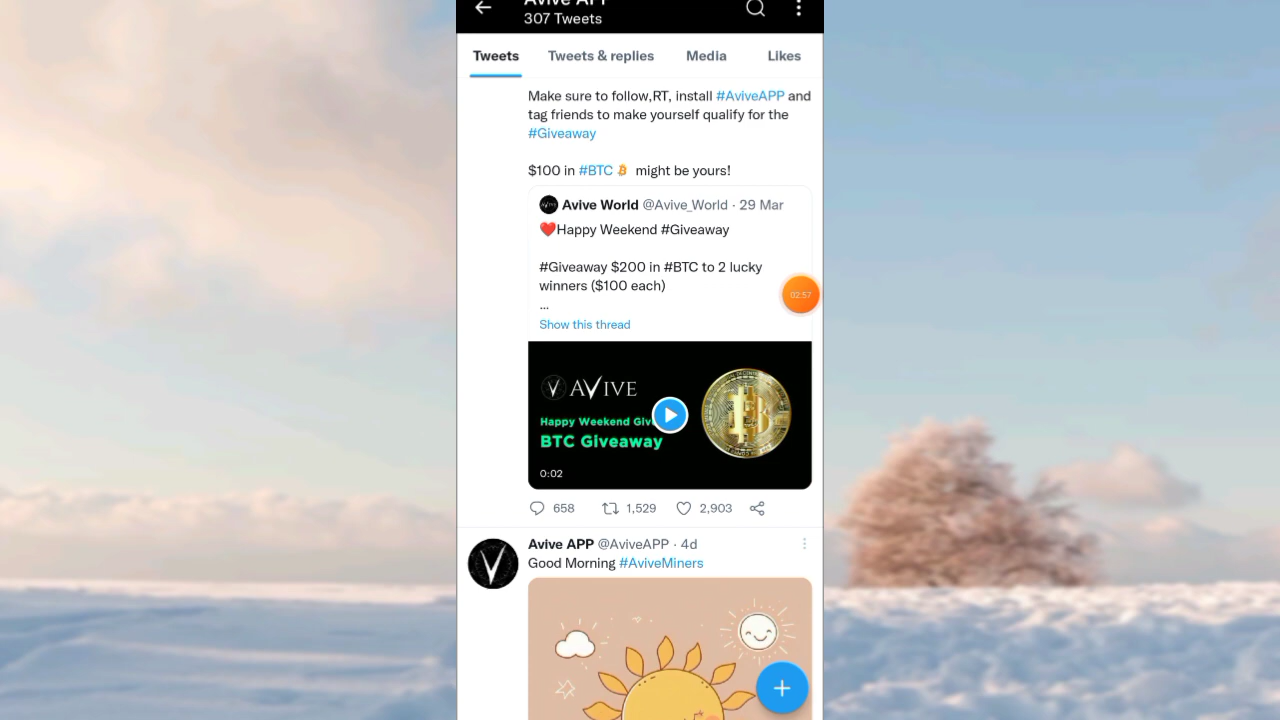 Avive APP
307 Tweets
Tweets
Tweets & replies
Media
Likes
Make sure to follow,RT, install #AviveAPP and
tag friends to make yourself qualify for the
#Giveaway
$100 in #BTC might be yours!
Avive World @Avive_World · 29 Mar
❤️Happy Weekend #Giveaway
#Giveaway $200 in #BTC to 2 lucky
winners ($100 each)
...
Show this thread
02:57
AVIVE
Happy Weekend Giv
BTC Giveaway
0:02
658
1,529
2,903
Avive APP @AviveAPP · 4d
Good Morning #AviveMiners